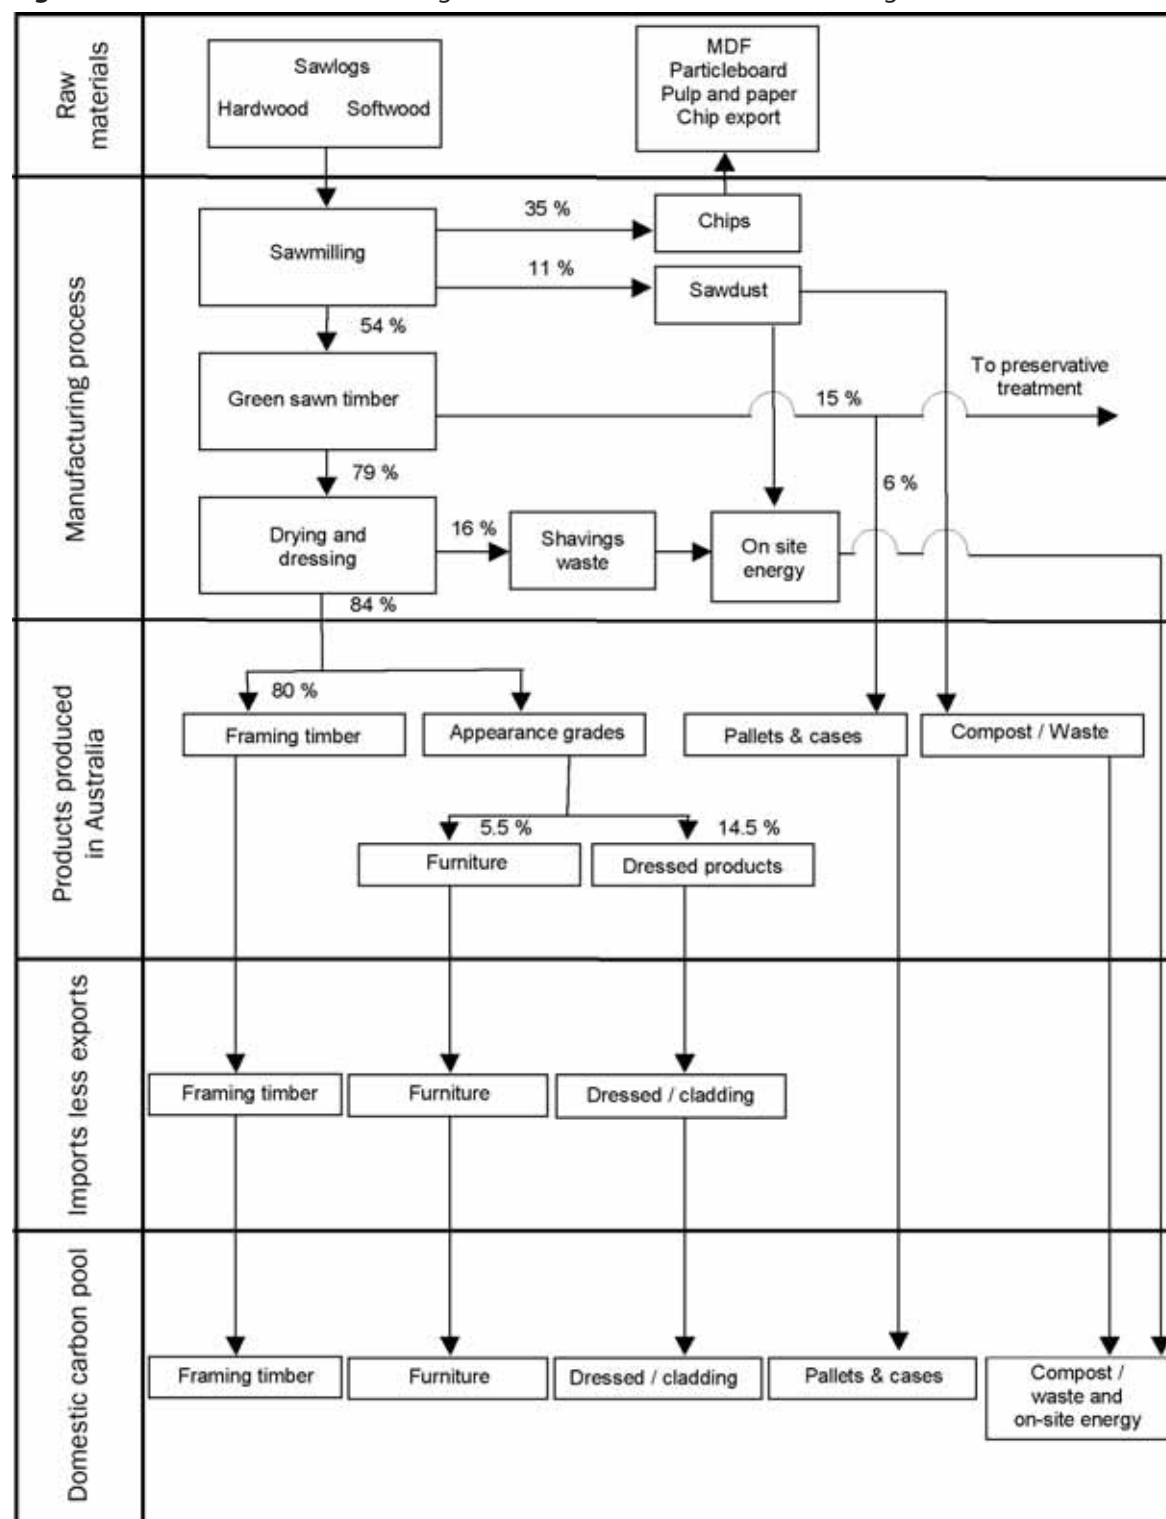 Raw
materials
Sawlogs
Hardwood Softwood
MDF
Particleboard
Pulp and paper
Chip export
Manufacturing process
Sawmilling
35 %
Chips
11 %
Sawdust
54 %
Green sawn timber
15 %
To preservative
treatment
79 %
6 %
Drying and
dressing
16 %
Shavings
waste
On site
energy
84 %
Products produced
in Australia
80 %
Framing timber
Appearance grades
Pallets & cases
Compost / Waste
5.5 %
14.5 %
Furniture
Dressed products
Imports less exports
Framing timber
Furniture
Dressed / cladding
Domestic carbon pool
Framing timber
Furniture
Dressed / cladding
Pallets & cases
Compost /
waste and
on-site energy